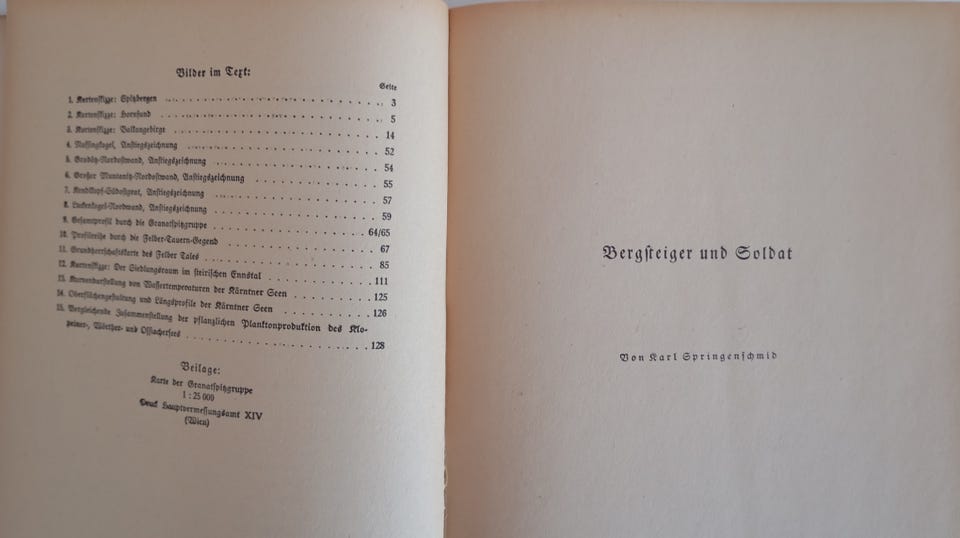 Bilder im Text:
Seite
1. Kartenskizze: Spitzbergen . . . 3
2. Kartenskizze: Hornsund . . . 5
3. Kartenskizze: Balkangebirge . . . 14
4. Nussingkogel, Anstiegszeichnung . . . 52
5. Gradötz-Nordostwand, Anstiegszeichnung . . . 54
6. Großer Muntanitz-Nordostwand, Anstiegszeichnung . . . 55
7. Kendlkopf-Südostgrat, Anstiegszeichnung . . . 57
8. Luckenkogel-Nordwand, Anstiegszeichnung . . . 59
9. Gesamtprofil durch die Granatspitzgruppe . . . 64/65
10. Profilreihe durch die Felber-Tauern-Gegend . . . 67
11. Grundherrschaftskarte des Felber Tales . . . 85
12. Kartenskizze: Der Siedlungsraum im steirischen Ennstal . . . 111
13. Kurvendarstellung von Wassertemperaturen der Kärntner Seen . . . 125
14. Oberflächengestaltung und Längsprofile der Kärntner Seen . . . 126
15. Vergleichende Zusammenstellung der pflanzlichen Planktonproduktion des Klo-
peiner-, Wörther- und Ossiachersees . . . 128
Beilage:
Karte der Granatspitzgruppe
1 : 25 000
Druck Hauptvermessungsamt XIV
(Wien)
Bergsteiger und Soldat
Von Karl Springenschmid